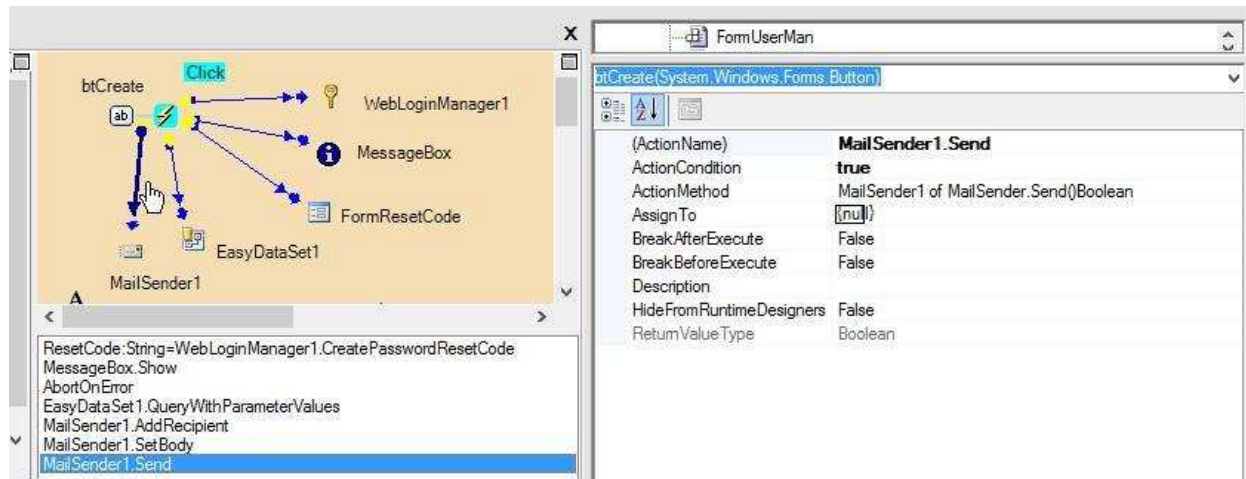 X
Click
btCreate
ab
WebLoginManager1
MessageBox
FormResetCode
EasyDataSet1
MailSender1
A
ResetCode:String=WebLoginManager1.CreatePasswordResetCode
MessageBox.Show
AbortOnError
EasyDataSet1.QueryWithParameterValues
MailSender1.AddRecipient
MailSender1.SetBody
MailSender1.Send
FormUserMan
btCreate(System.Windows.Forms.Button)
(ActionName) MailSender1.Send
ActionCondition true
ActionMethod MailSender1 of MailSender.Send()Boolean
AssignTo {null}
BreakAfterExecute False
BreakBeforeExecute False
Description
HideFromRuntimeDesigners False
ReturnValueType Boolean